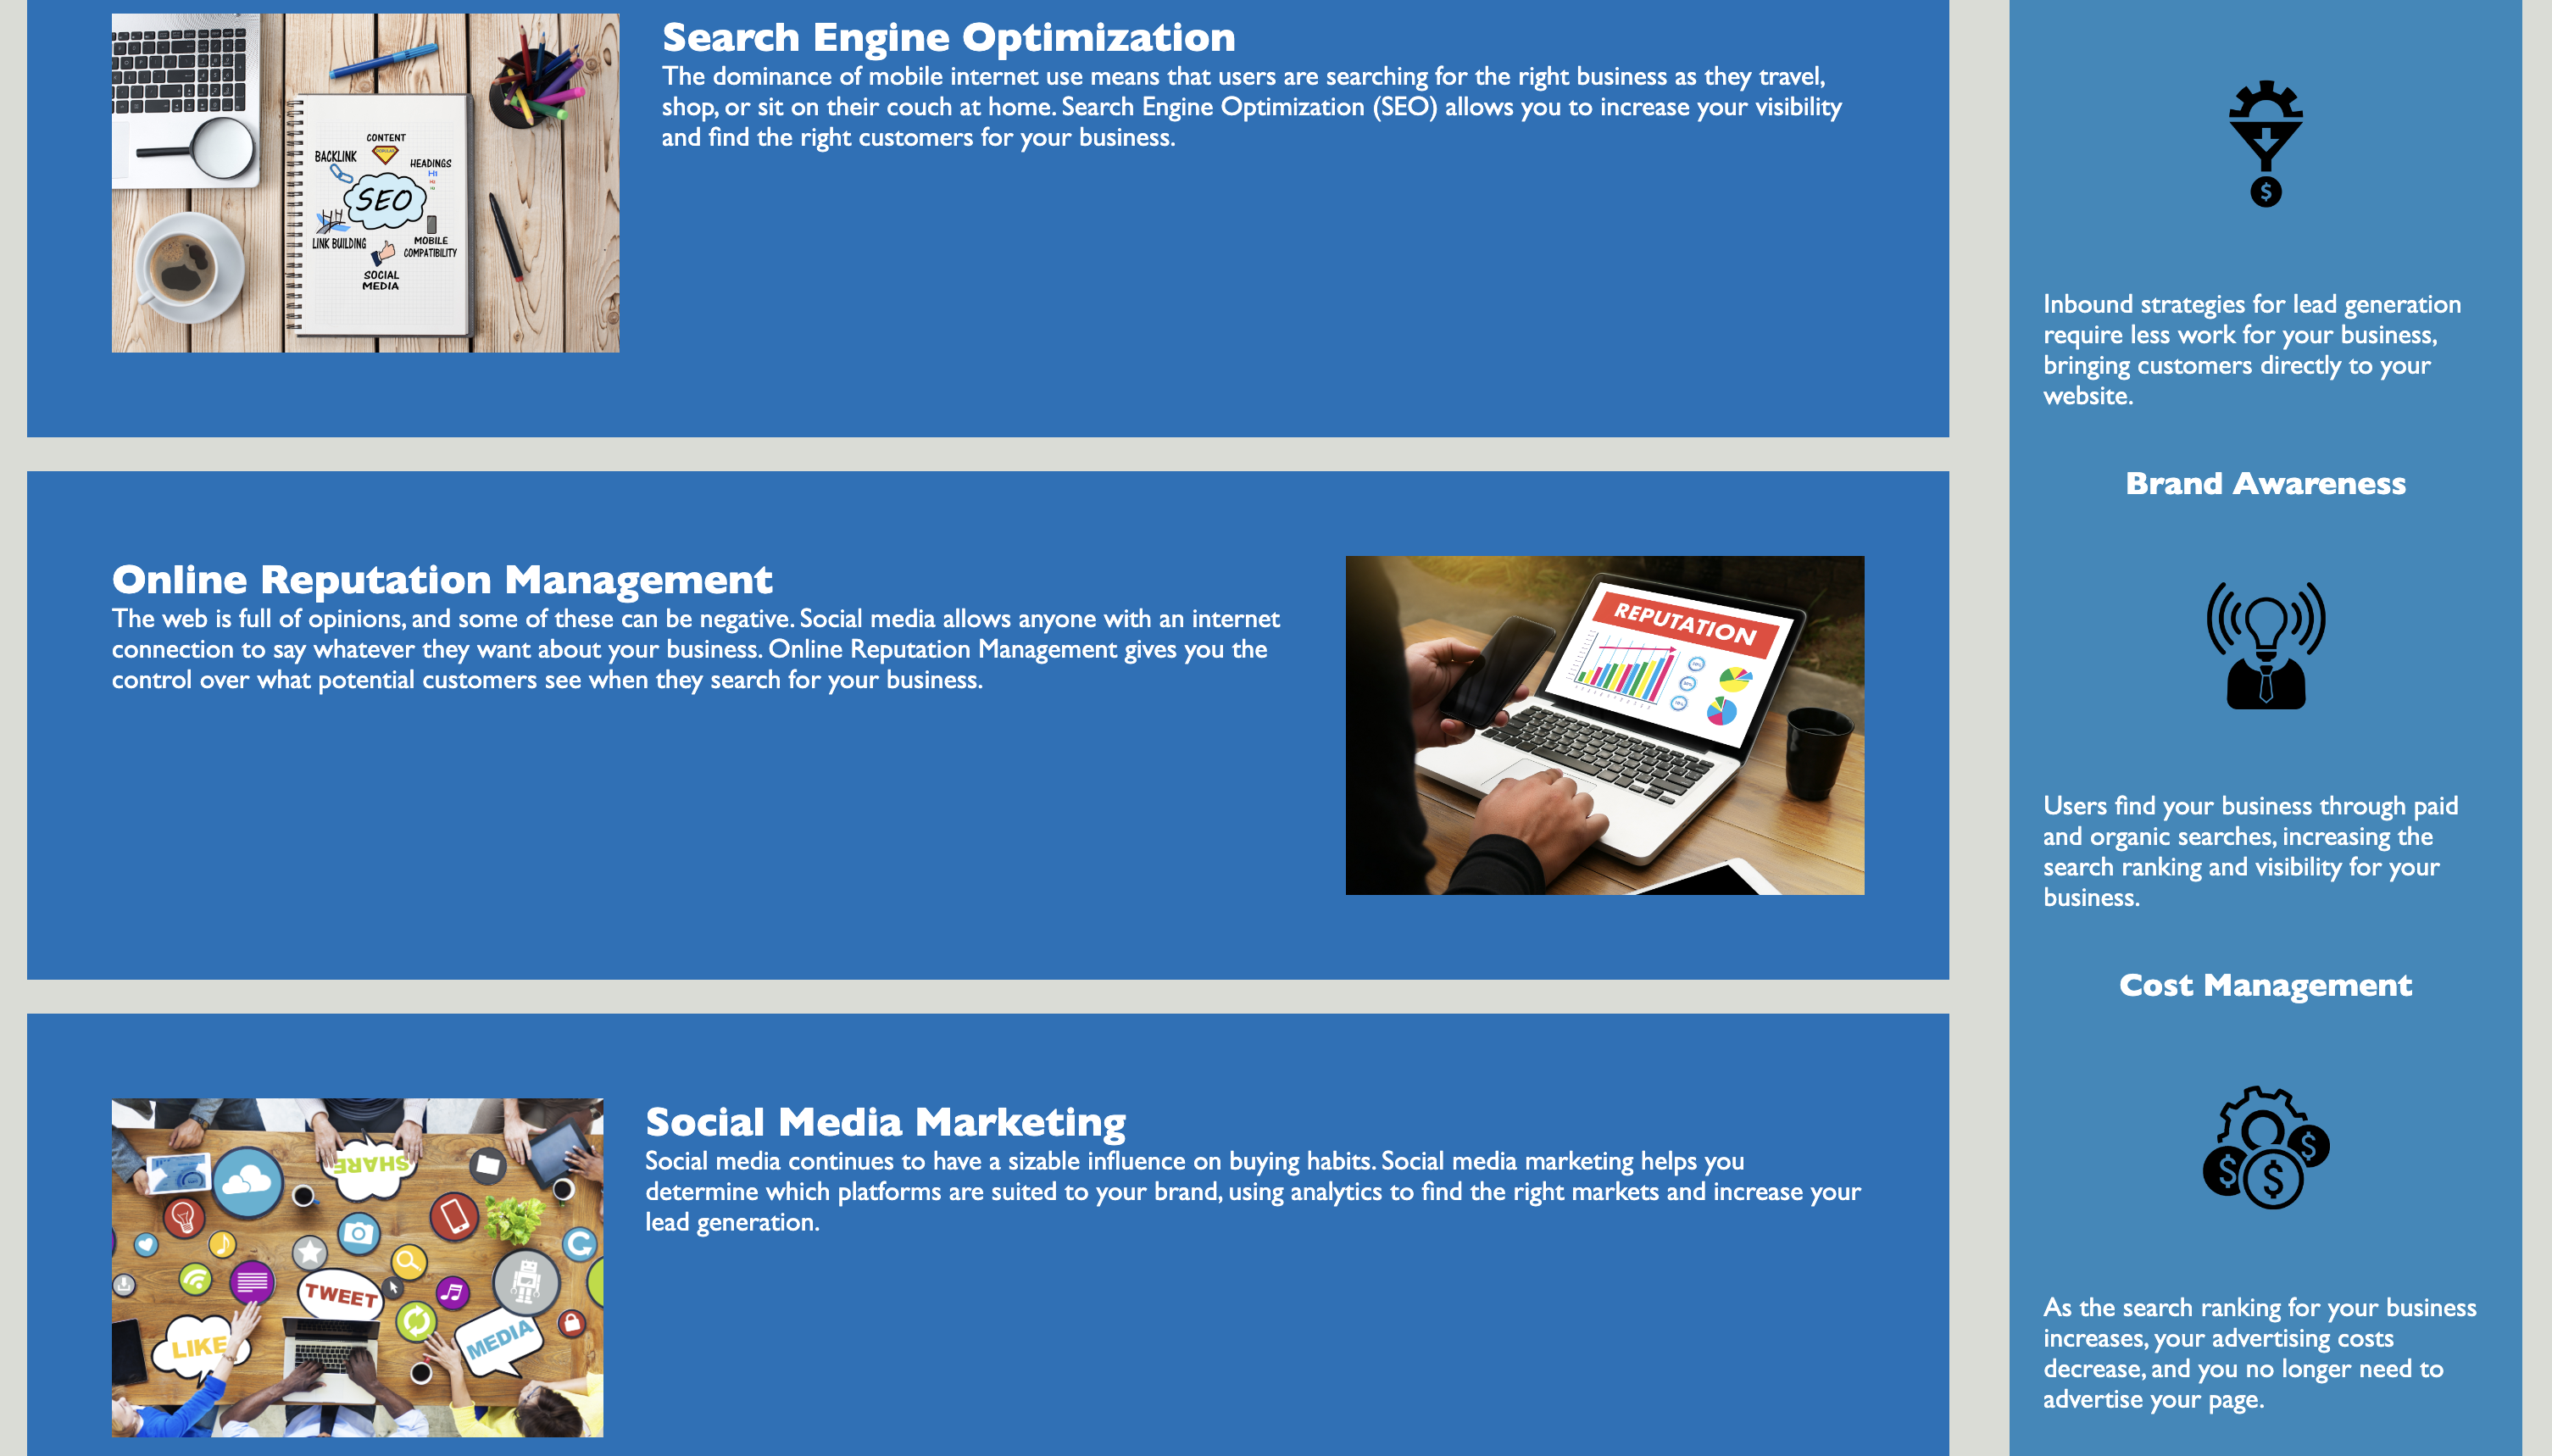 Search Engine Optimization
The dominance of mobile internet use means that users are searching for the right business as they travel,
shop, or sit on their couch at home. Search Engine Optimization (SEO) allows you to increase your visibility
and find the right customers for your business.
CONTENT
BACKLINK
HEADINGS
H1
SEO
LINK BUILDING
MOBILE
COMPATIBILITY
SOCIAL
MEDIA
Online Reputation Management
The web is full of opinions, and some of these can be negative. Social media allows anyone with an internet
connection to say whatever they want about your business. Online Reputation Management gives you the
control over what potential customers see when they search for your business.
REPUTATION
Social Media Marketing
Social media continues to have a sizable influence on buying habits. Social media marketing helps you
determine which platforms are suited to your brand, using analytics to find the right markets and increase your
lead generation.
SHARE
TWEET
LIKE
MEDIA
$
Inbound strategies for lead generation
require less work for your business,
bringing customers directly to your
website.
Brand Awareness
Users find your business through paid
and organic searches, increasing the
search ranking and visibility for your
business.
Cost Management
$
$
$
As the search ranking for your business
increases, your advertising costs
decrease, and you no longer need to
advertise your page.